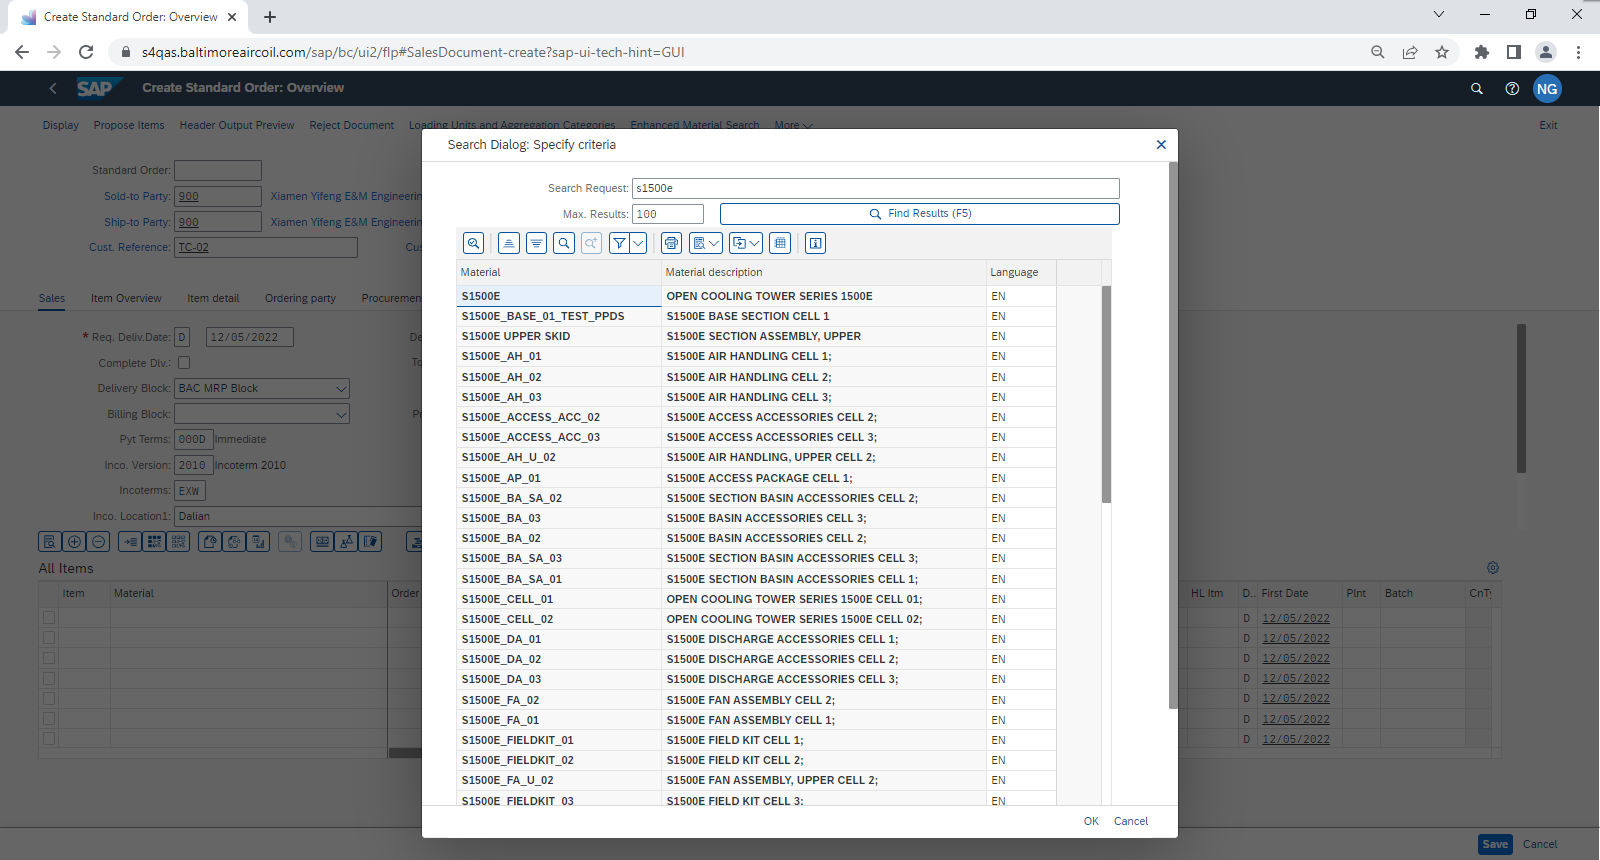 Create Standard Order: Overview
s4qas.baltimoreaircoil.com/sap/bc/ui2/flp#SalesDocument-create?sap-ui-tech-hint=GUI
SAP
Create Standard Order: Overview
NG
Display Propose Items Header Output Preview Reject Document Loading Units and Aggregation Categories Enhanced Material Search More Exit
Search Dialog: Specify criteria
Standard Order:
Sold-to Party: 900 Xiamen Yifeng E&M Engineerin
Ship-to Party: 900 Xiamen Yifeng E&M Engineerin
Cust. Reference: TC-02 Cus
Sales Item Overview Item detail Ordering party Procuremen
* Req. Deliv.Date: D 12/05/2022 De
Complete Dlv.: To
Delivery Block: BAC MRP Block
Billing Block: Pr
Pyt Terms: 000D Immediate
Inco. Version: 2010 Incoterm 2010
Incoterms: EXW
Inco. Location1: Dalian
All Items
Item Material Order
HL Itm D.. First Date Plnt Batch CnTy
D 12/05/2022
D 12/05/2022
D 12/05/2022
D 12/05/2022
D 12/05/2022
D 12/05/2022
D 12/05/2022
Search Request: s1500e
Max. Results: 100 Find Results (F5)
Material Material description Language
S1500E OPEN COOLING TOWER SERIES 1500E EN
S1500E_BASE_01_TEST_PPDS S1500E BASE SECTION CELL 1 EN
S1500E UPPER SKID S1500E SECTION ASSEMBLY, UPPER EN
S1500E_AH_01 S1500E AIR HANDLING CELL 1; EN
S1500E_AH_02 S1500E AIR HANDLING CELL 2; EN
S1500E_AH_03 S1500E AIR HANDLING CELL 3; EN
S1500E_ACCESS_ACC_02 S1500E ACCESS ACCESSORIES CELL 2; EN
S1500E_ACCESS_ACC_03 S1500E ACCESS ACCESSORIES CELL 3; EN
S1500E_AH_U_02 S1500E AIR HANDLING, UPPER CELL 2; EN
S1500E_AP_01 S1500E ACCESS PACKAGE CELL 1; EN
S1500E_BA_SA_02 S1500E SECTION BASIN ACCESSORIES CELL 2; EN
S1500E_BA_03 S1500E BASIN ACCESSORIES CELL 3; EN
S1500E_BA_02 S1500E BASIN ACCESSORIES CELL 2; EN
S1500E_BA_SA_03 S1500E SECTION BASIN ACCESSORIES CELL 3; EN
S1500E_BA_SA_01 S1500E SECTION BASIN ACCESSORIES CELL 1; EN
S1500E_CELL_01 OPEN COOLING TOWER SERIES 1500E CELL 01; EN
S1500E_CELL_02 OPEN COOLING TOWER SERIES 1500E CELL 02; EN
S1500E_DA_01 S1500E DISCHARGE ACCESSORIES CELL 1; EN
S1500E_DA_02 S1500E DISCHARGE ACCESSORIES CELL 2; EN
S1500E_DA_03 S1500E DISCHARGE ACCESSORIES CELL 3; EN
S1500E_FA_02 S1500E FAN ASSEMBLY CELL 2; EN
S1500E_FA_01 S1500E FAN ASSEMBLY CELL 1; EN
S1500E_FIELDKIT_01 S1500E FIELD KIT CELL 1; EN
S1500E_FIELDKIT_02 S1500E FIELD KIT CELL 2; EN
S1500E_FA_U_02 S1500E FAN ASSEMBLY, UPPER CELL 2; EN
S1500E_FIELDKIT_03 S1500E FIELD KIT CELL 3; EN
OK Cancel
Save Cancel